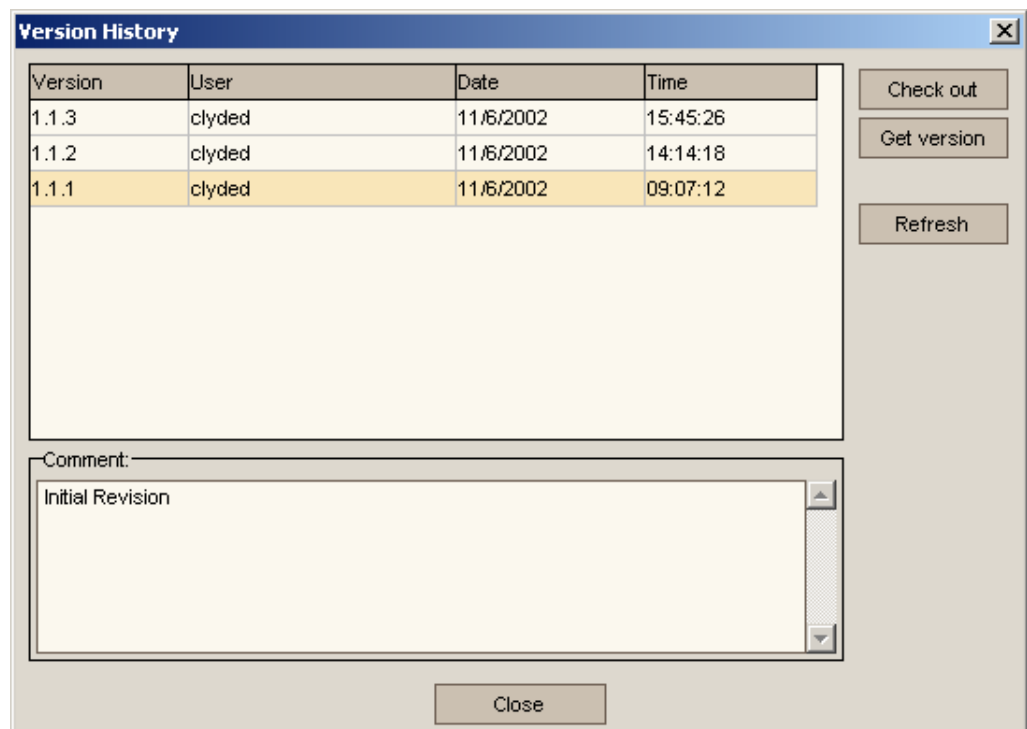 Version History
Version User Date Time
1.1.3 clyded 11/6/2002 15:45:26
1.1.2 clyded 11/6/2002 14:14:18
1.1.1 clyded 11/6/2002 09:07:12
Check out
Get version
Refresh
Comment:
Initial Revision
Close